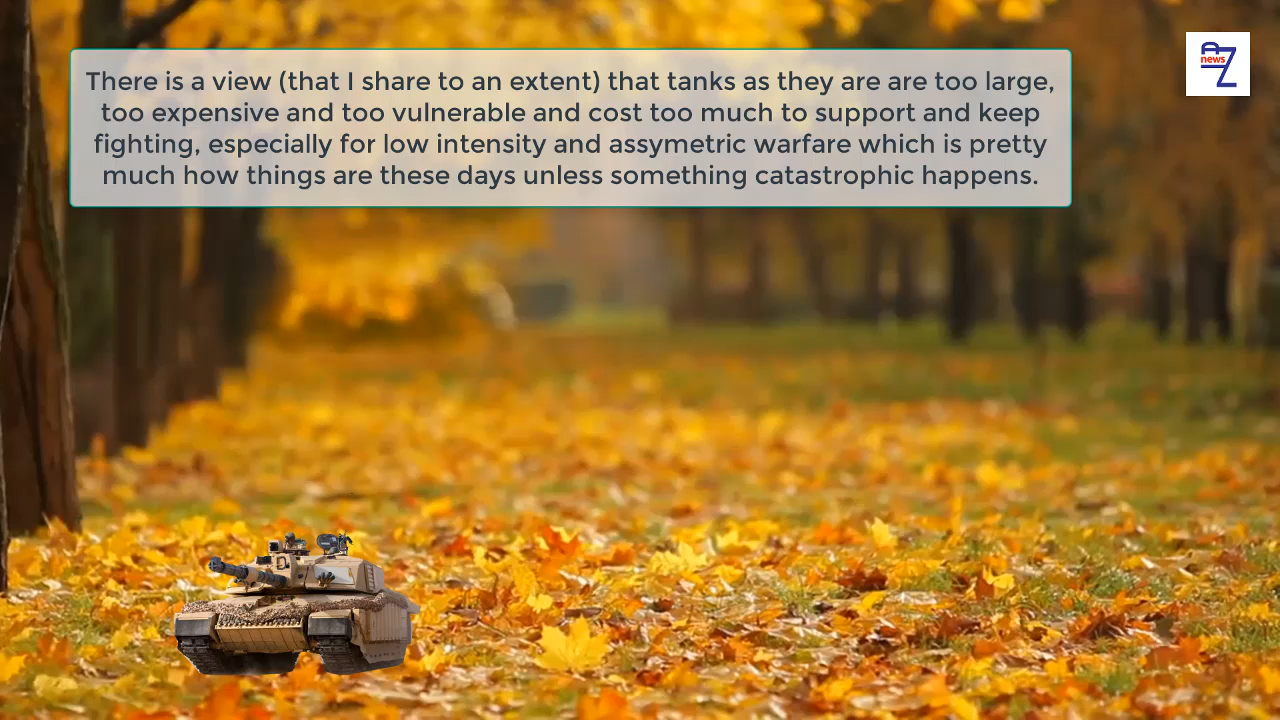 There is a view (that I share to an extent) that tanks as they are are too large,
too expensive and too vulnerable and cost too much to support and keep
fighting, especially for low intensity and assymetric warfare which is pretty
much how things are these days unless something catastrophic happens.
A
news
Z